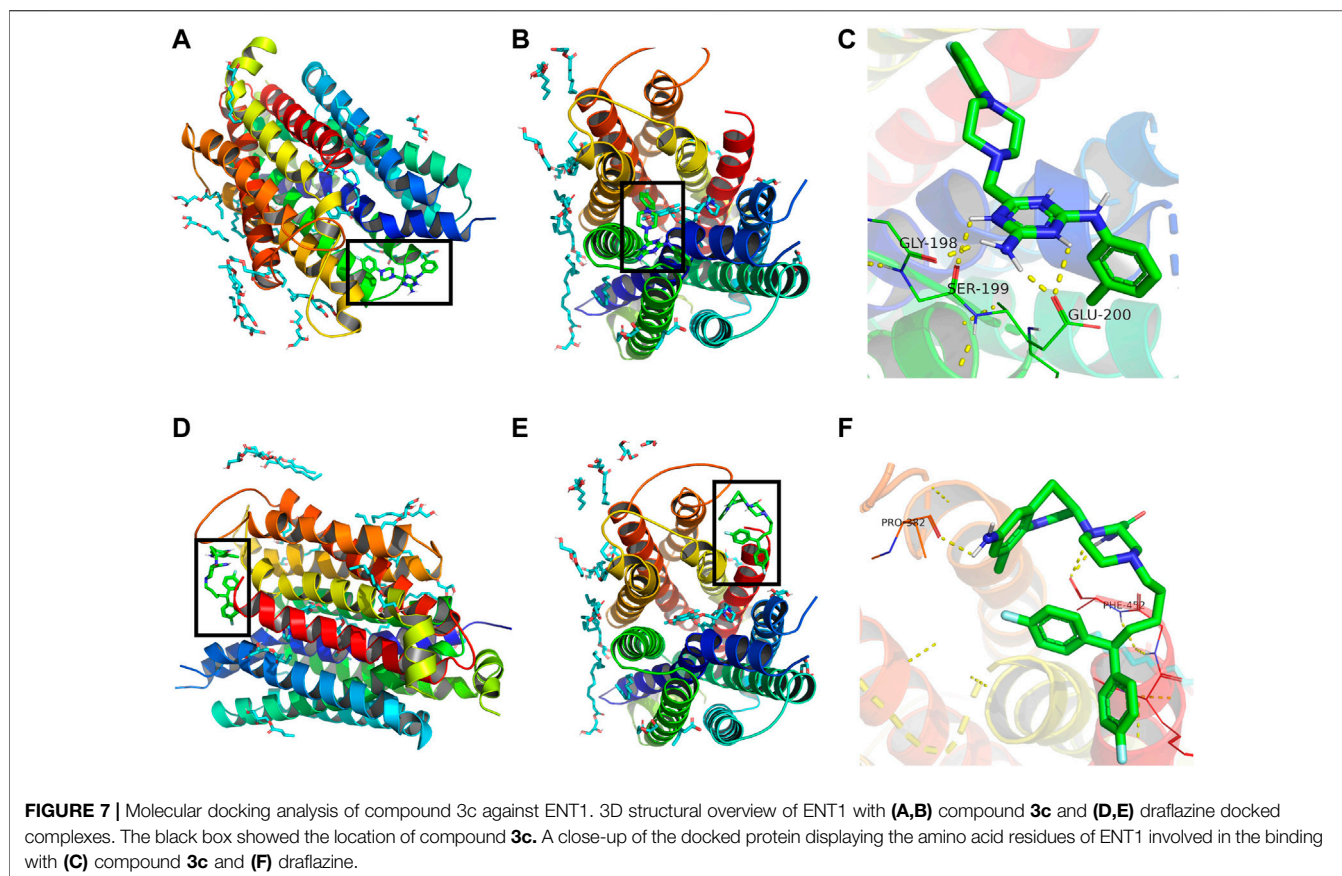 A
B
C
GLY-198
SER-199
GLU-200
D
E
F
PRO-382
PHE-452
FIGURE 7 | Molecular docking analysis of compound 3c against ENT1. 3D structural overview of ENT1 with (A,B) compound 3c and (D,E) draflazine docked
complexes. The black box showed the location of compound 3c. A close-up of the docked protein displaying the amino acid residues of ENT1 involved in the binding
with (C) compound 3c and (F) draflazine.